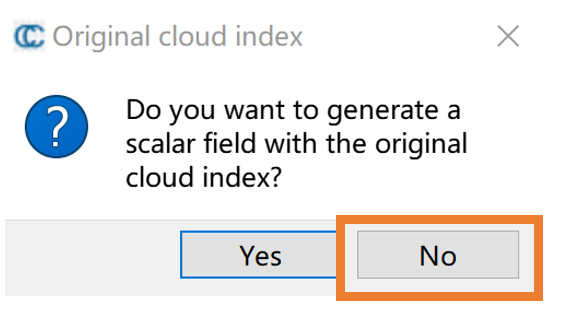 Original cloud index
Do you want to generate a
scalar field with the original
cloud index?
Yes No